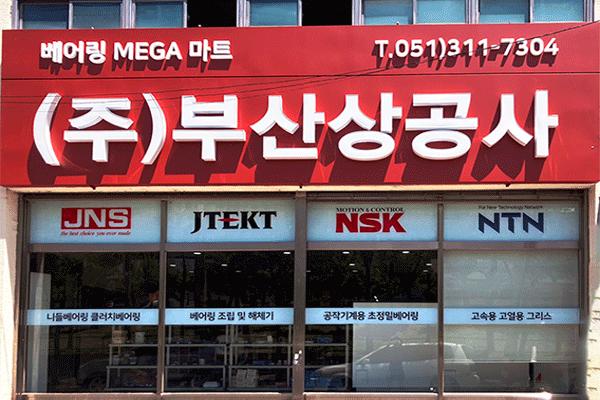 베어링 MEGA 마트
T.051)311-7304
(주)부산상공사
JNS
the best choice you ever made
JTEKT
MOTION & CONTROL
NSK
For New Technology Network
NTN
니들베어링 클러치베어링
베어링 조립 및 해체기
공작기계용 초정밀베어링
고속용 고열용 그리스